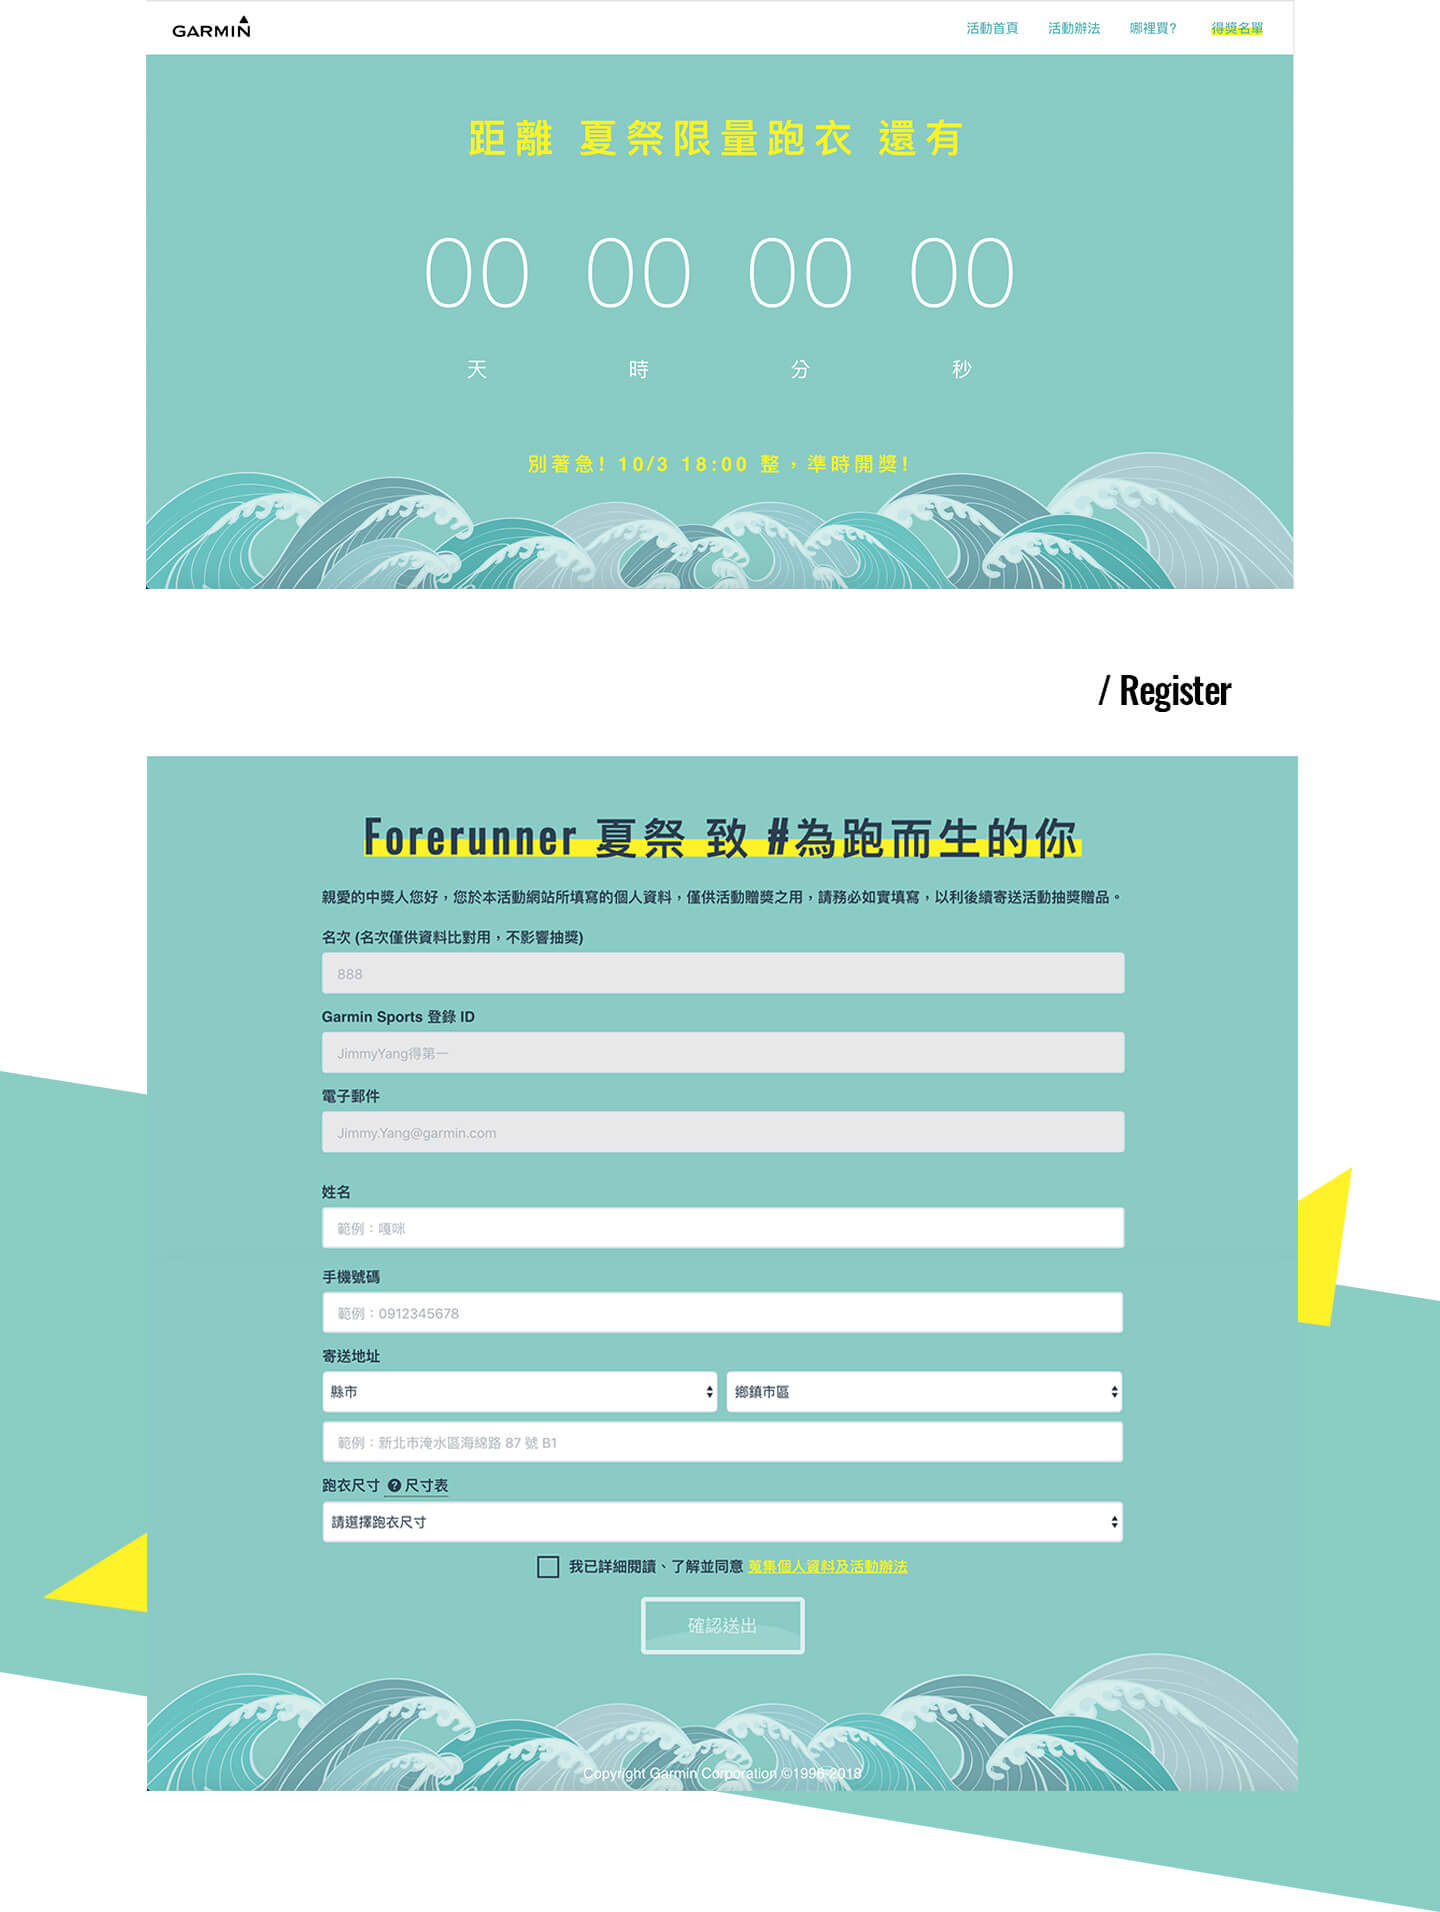 GARMIN
活動首頁 活動辦法 哪裡買? 得獎名單
距離 夏祭限量跑衣 還有
00 00 00 00
天 時 分 秒
別著急! 10/3 18:00 整，準時開獎!
/ Register
Forerunner 夏祭 致 #為跑而生的你
親愛的中獎人您好，您於本活動網站所填寫的個人資料，僅供活動贈獎之用，請務必如實填寫，以利後續寄送活動抽獎贈品。
名次 (名次僅供資料比對用，不影響抽獎)
888
Garmin Sports 登錄 ID
JimmyYang得第一
電子郵件
Jimmy.Yang@garmin.com
姓名
範例：嘎咪
手機號碼
範例：0912345678
寄送地址
縣市 鄉鎮市區
範例：新北市淹水區海綿路 87 號 B1
跑衣尺寸 ? 尺寸表
請選擇跑衣尺寸
我已詳細閱讀、了解並同意 蒐集個人資料及活動辦法
確認送出
Copyright Garmin Corporation ©1996-2018